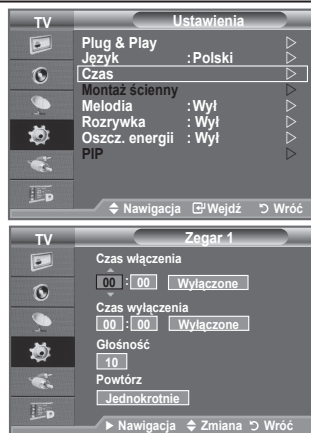 TV Ustawienia
Plug & Play
Język : Polski
Czas
Montaż ścienny
Melodia : Wył
Rozrywka : Wył
Oszcz. energii : Wył
PIP
Nawigacja Wejdź Wróć
TV Zegar 1
Czas włączenia
00 : 00 Wyłączone
Czas wyłączenia
00 : 00 Wyłączone
Głośność
10
Powtórz
Jednokrotnie
Nawigacja Zmiana Wróć